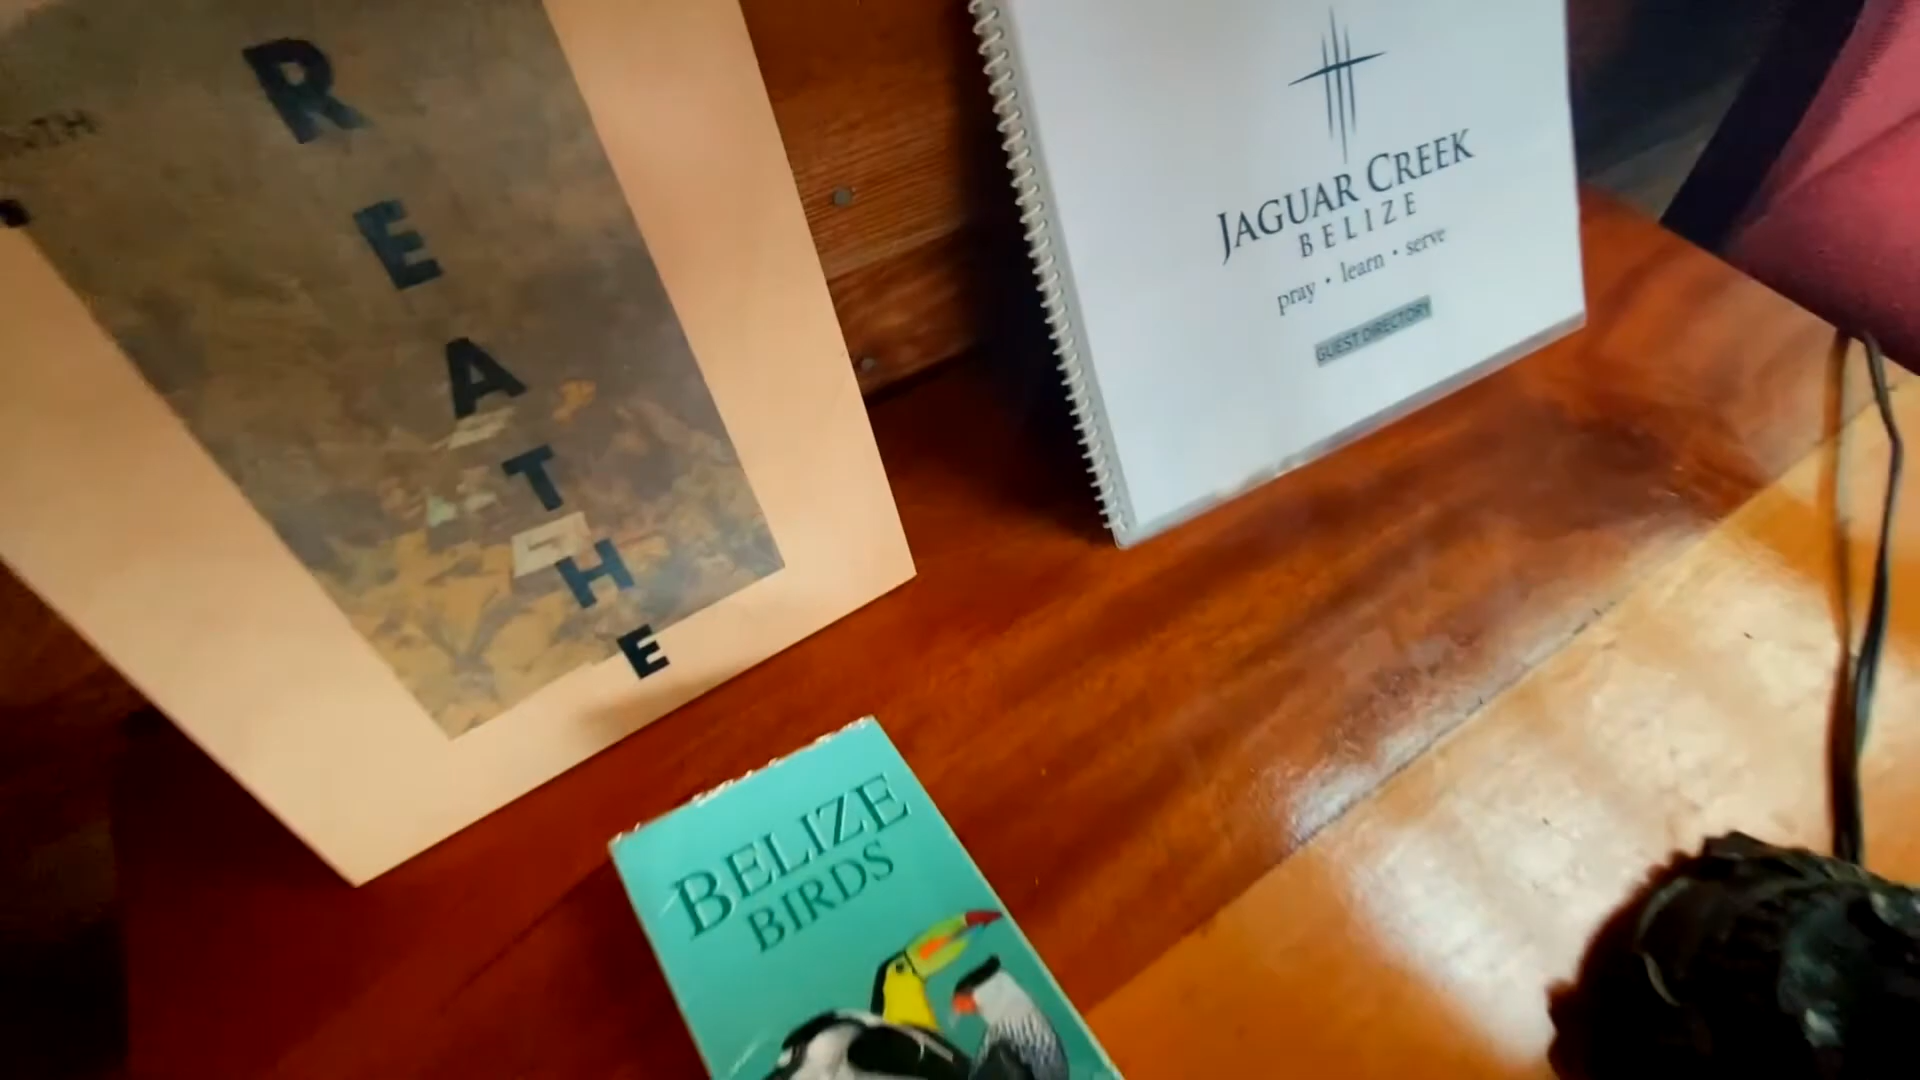 R
E
A
T
H
E
JAGUAR CREEK
BELIZE
pray • learn • serve
GUEST DIRECTORY
BELIZE
BIRDS